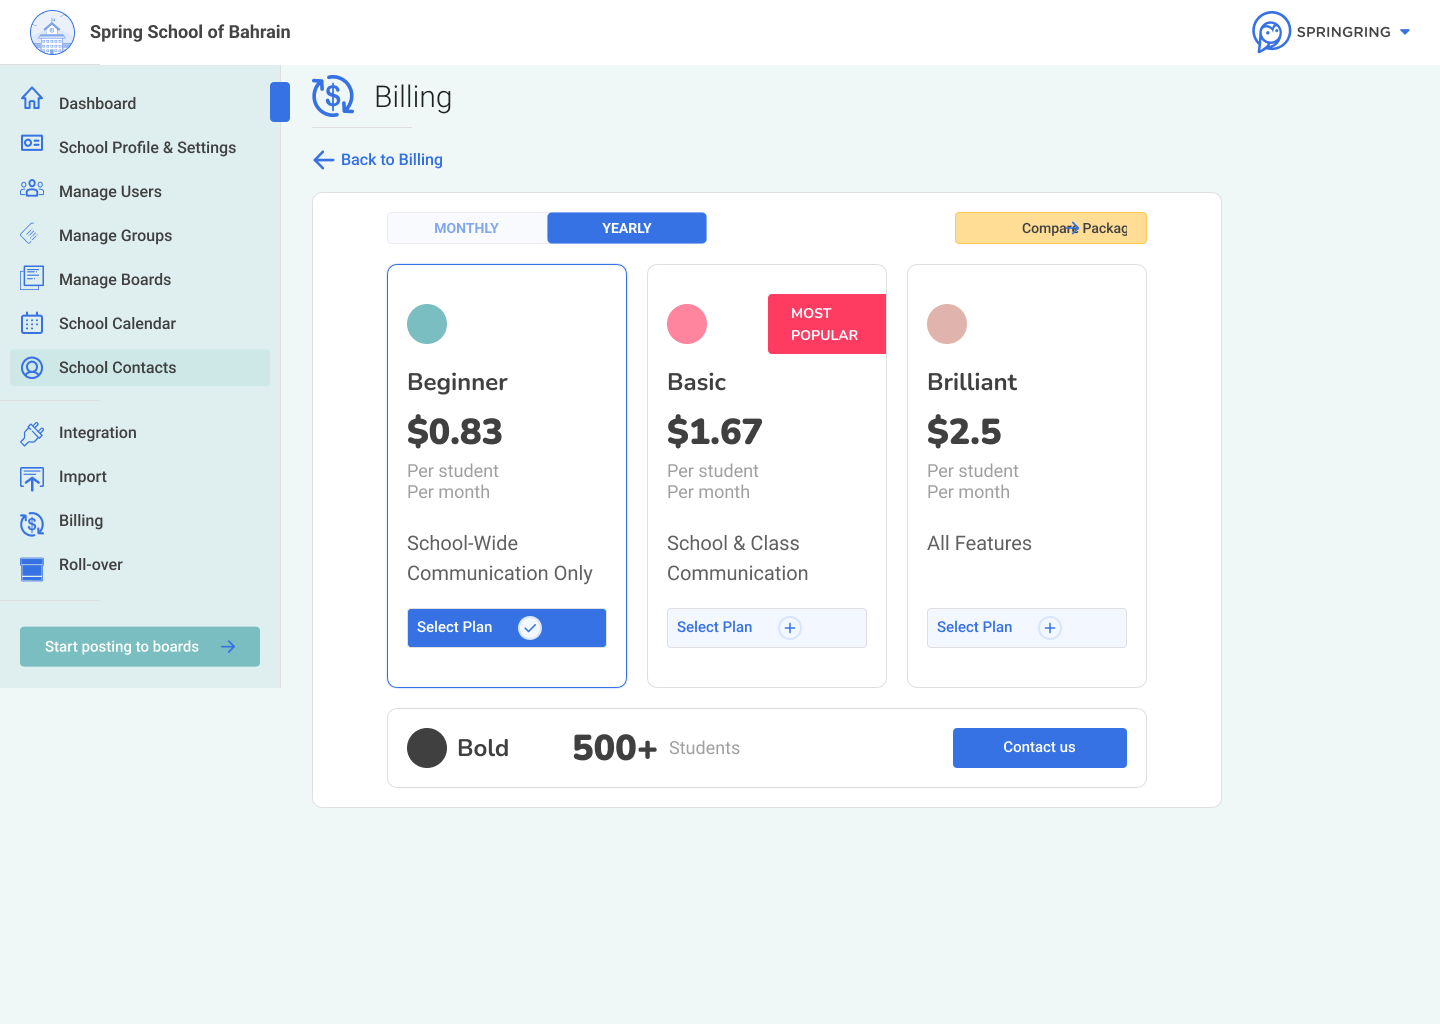 Spring School of Bahrain
SPRINGRING
Dashboard
School Profile & Settings
Manage Users
Manage Groups
Manage Boards
School Calendar
School Contacts
Integration
Import
Billing
Roll-over
Start posting to boards
Billing
Back to Billing
MONTHLY
YEARLY
Compare Packag
Beginner
$0.83
Per student
Per month
School-Wide
Communication Only
Select Plan
MOST
POPULAR
Basic
$1.67
Per student
Per month
School & Class
Communication
Select Plan
Brilliant
$2.5
Per student
Per month
All Features
Select Plan
Bold
500+ Students
Contact us